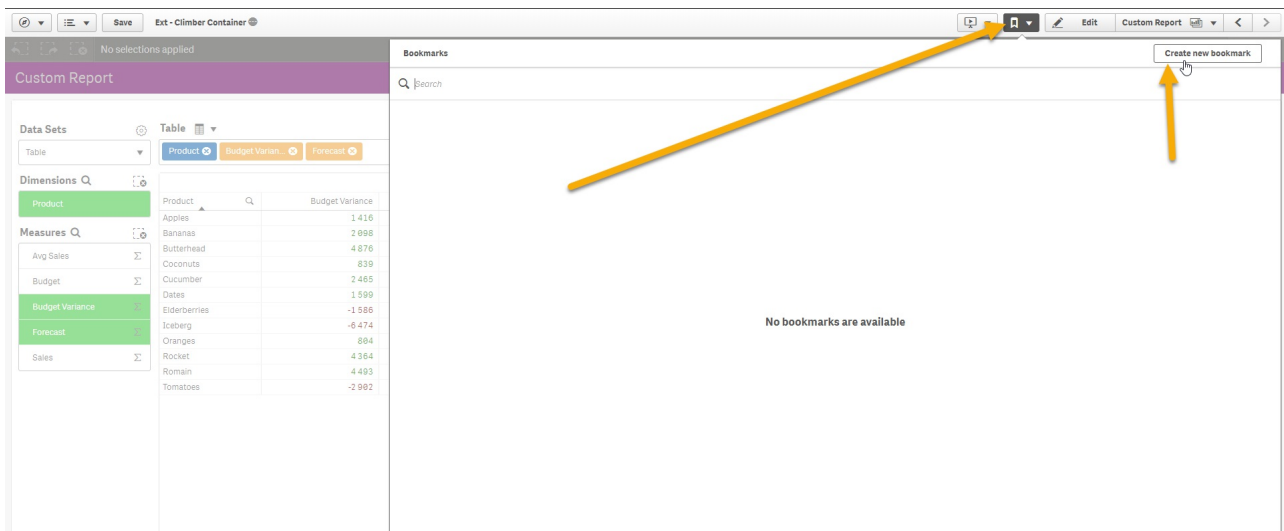 Save
Ext - Climber Container
Edit
Custom Report
No selections applied
Custom Report
Bookmarks
Create new bookmark
Search
Data Sets
Table
Dimensions
Product
Measures
Avg Sales Σ
Budget Σ
Budget Variance Σ
Forecast Σ
Sales Σ
Table
Product Budget Varian... Forecast
Product Budget Variance
Apples 1 416
Bananas 2 098
Butterhead 4 876
Coconuts 839
Cucumber 2 465
Dates 1 599
Elderberries -1 586
Iceberg -6 474
Oranges 804
Rocket 4 364
Romain 4 493
Tomatoes -2 902
No bookmarks are available